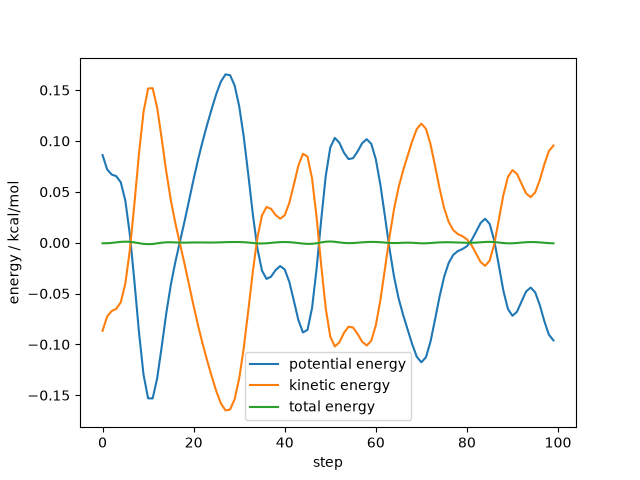 energy / kcal/mol
0.15
0.10
0.05
0.00
−0.05
−0.10
−0.15
potential energy
kinetic energy
total energy
0 20 40 60 80 100
step